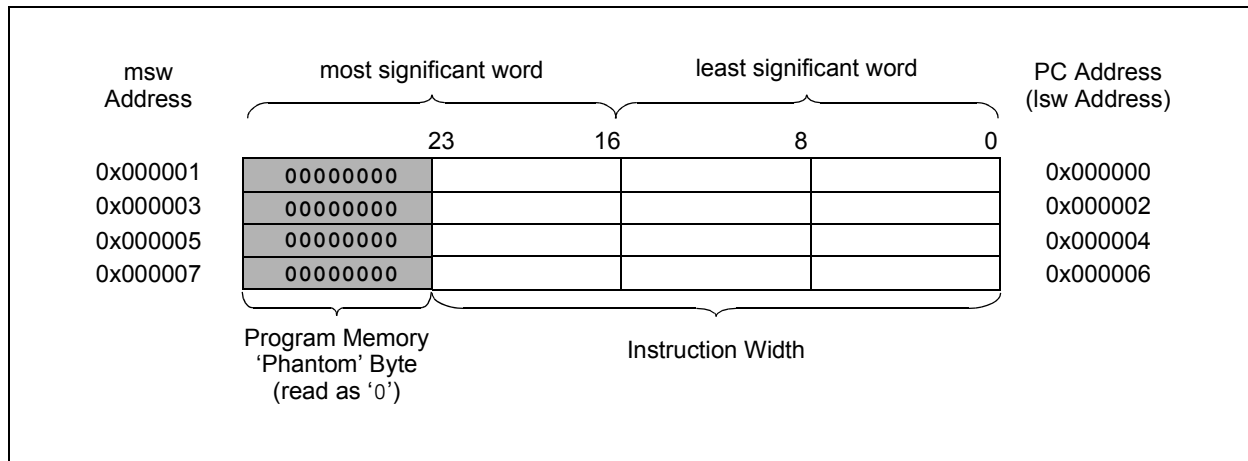 msw
Address
most significant word
least significant word
PC Address
(lsw Address)
23 16 8 0
0x000001 00000000 0x000000
0x000003 00000000 0x000002
0x000005 00000000 0x000004
0x000007 00000000 0x000006
Program Memory
‘Phantom’ Byte
(read as ‘0’)
Instruction Width